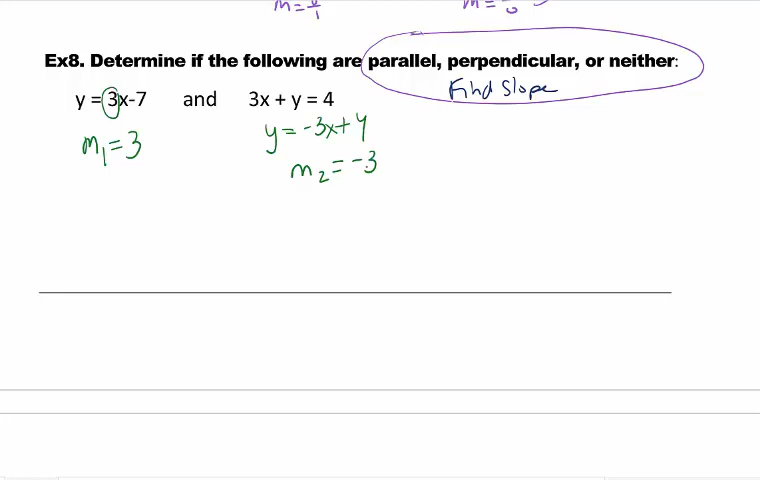 m = 
m = 
Ex8. Determine if the following are parallel, perpendicular, or neither:
Find Slope
y = 3x-7 and 3x + y = 4
y = -3x+4
m₁ = 3
m₂ = -3